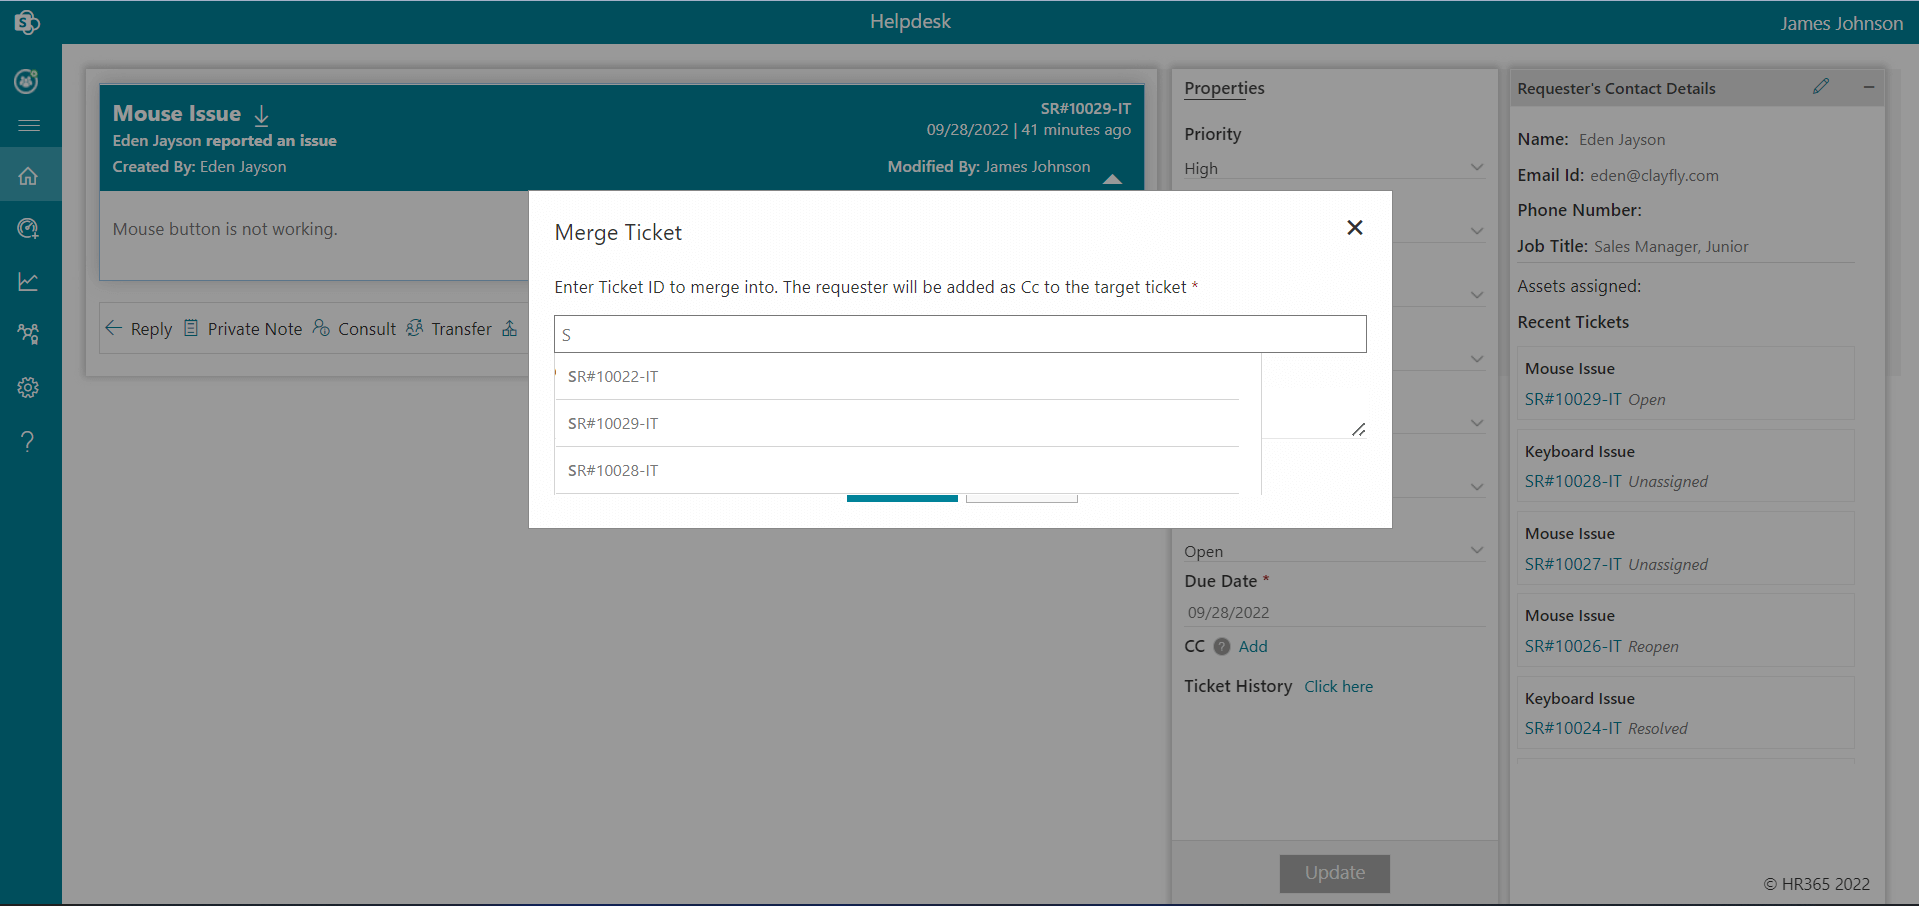 Helpdesk
James Johnson
Mouse Issue
SR#10029-IT
Eden Jayson reported an issue
09/28/2022 | 41 minutes ago
Created By: Eden Jayson
Modified By: James Johnson
Mouse button is not working.
Reply Private Note Consult Transfer
Merge Ticket
Enter Ticket ID to merge into. The requester will be added as Cc to the target ticket *
S
SR#10022-IT
SR#10029-IT
SR#10028-IT
Properties
Priority
High
Open
Due Date *
09/28/2022
CC ? Add
Ticket History Click here
Update
Requester's Contact Details
Name: Eden Jayson
Email Id: eden@clayfly.com
Phone Number:
Job Title: Sales Manager, Junior
Assets assigned:
Recent Tickets
Mouse Issue
SR#10029-IT Open
Keyboard Issue
SR#10028-IT Unassigned
Mouse Issue
SR#10027-IT Unassigned
Mouse Issue
SR#10026-IT Reopen
Keyboard Issue
SR#10024-IT Resolved
© HR365 2022